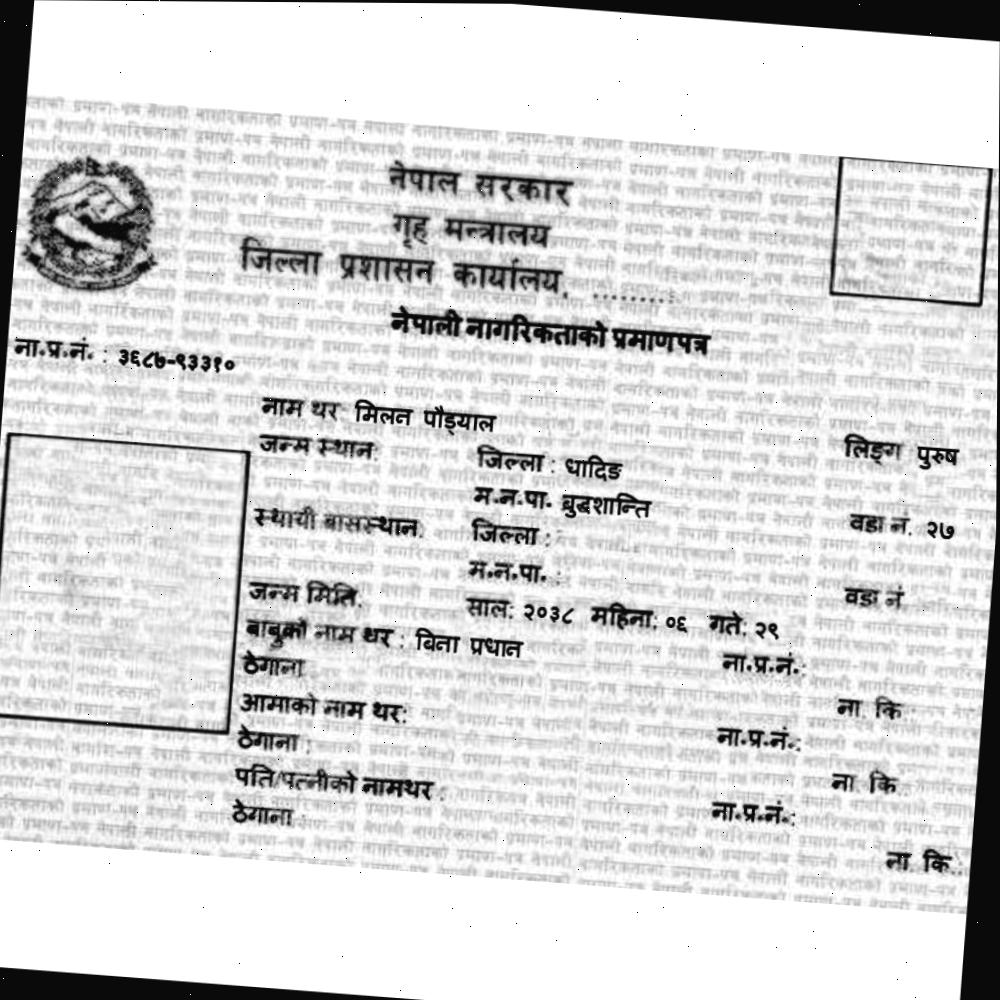 नेपाल सरकार
गृह मन्त्रालय
जिल्ला प्रशासन कार्यालय, .........
नेपाली नागरिकताको प्रमाणपत्र
ना.प्र.नं. : ३६८७-९३३१०
नाम थर मिलन पौड्याल
लिङ्ग पुरुष
जन्म स्थान: जिल्ला : धादिङ
म.न.पा. बुद्धशान्ति वडा नं. २७
स्थायी बासस्थान: जिल्ला :
म.न.पा. : वडा नं
जन्म मिति: साल: २०३८ महिना: ०६ गते: २९
बाबुको नाम थर : बिना प्रधान ना.प्र.नं.:
ठेगाना ना. कि
आमाको नाम थर: ना.प्र.नं.:
ठेगाना : ना. कि.
पति/पत्नीको नामथर : ना.प्र.नं.:
ठेगाना : ना. कि.: